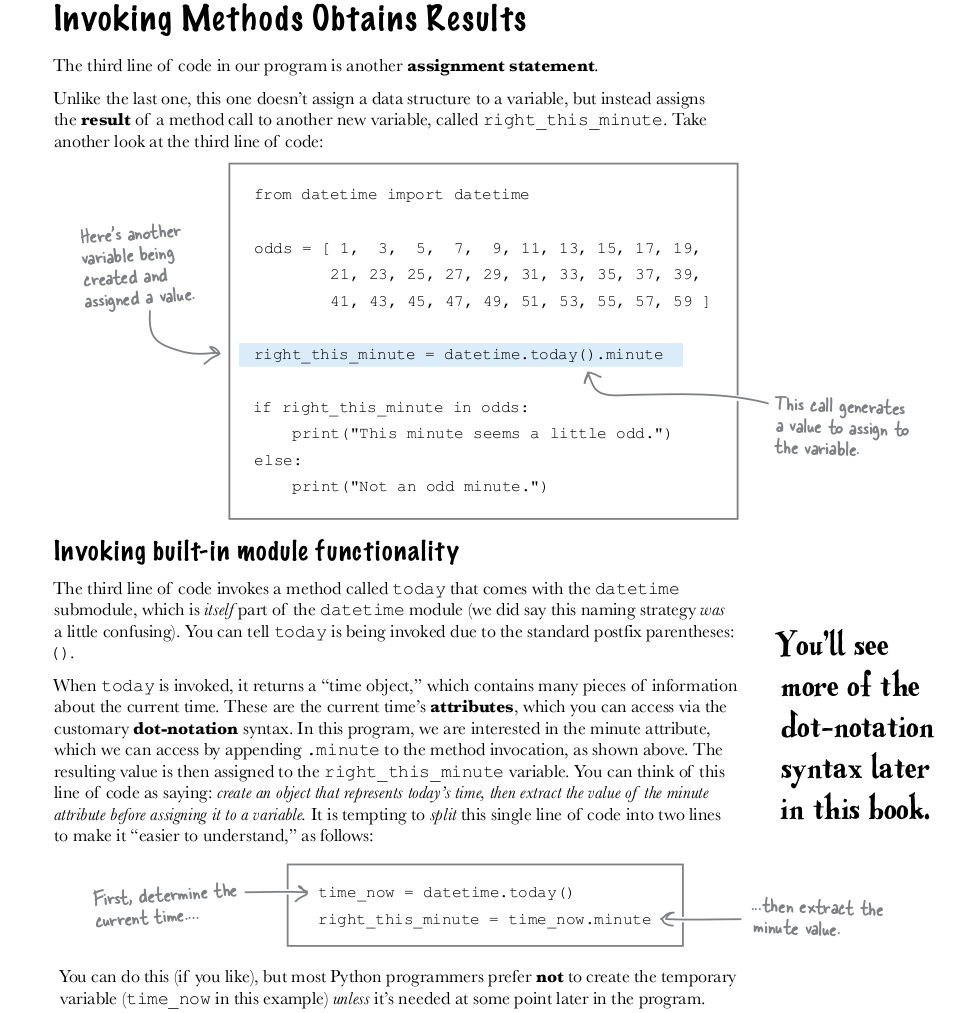 Invoking Methods Obtains Results
The third line of code in our program is another assignment statement.
Unlike the last one, this one doesn’t assign a data structure to a variable, but instead assigns
the result of a method call to another new variable, called right_this_minute. Take
another look at the third line of code:
from datetime import datetime
odds = [ 1,  3,  5,  7,  9, 11, 13, 15, 17, 19,
21, 23, 25, 27, 29, 31, 33, 35, 37, 39,
41, 43, 45, 47, 49, 51, 53, 55, 57, 59 ]
Here’s another
variable being
created and
assigned a value.
right_this_minute = datetime.today().minute
if right_this_minute in odds:
    print("This minute seems a little odd.")
else:
    print("Not an odd minute.")
This call generates
a value to assign to
the variable.
Invoking built-in module functionality
The third line of code invokes a method called today that comes with the datetime
submodule, which is itself part of the datetime module (we did say this naming strategy was
a little confusing). You can tell today is being invoked due to the standard postfix parentheses:
().
When today is invoked, it returns a “time object,” which contains many pieces of information
about the current time. These are the current time’s attributes, which you can access via the
customary dot-notation syntax. In this program, we are interested in the minute attribute,
which we can access by appending .minute to the method invocation, as shown above. The
resulting value is then assigned to the right_this_minute variable. You can think of this
line of code as saying: create an object that represents today’s time, then extract the value of the minute
attribute before assigning it to a variable. It is tempting to split this single line of code into two lines
to make it “easier to understand,” as follows:
You’ll see
more of the
dot-notation
syntax later
in this book.
First, determine the
current time....
time_now = datetime.today()
right_this_minute = time_now.minute
...then extract the
minute value.
You can do this (if you like), but most Python programmers prefer not to create the temporary
variable (time_now in this example) unless it’s needed at some point later in the program.